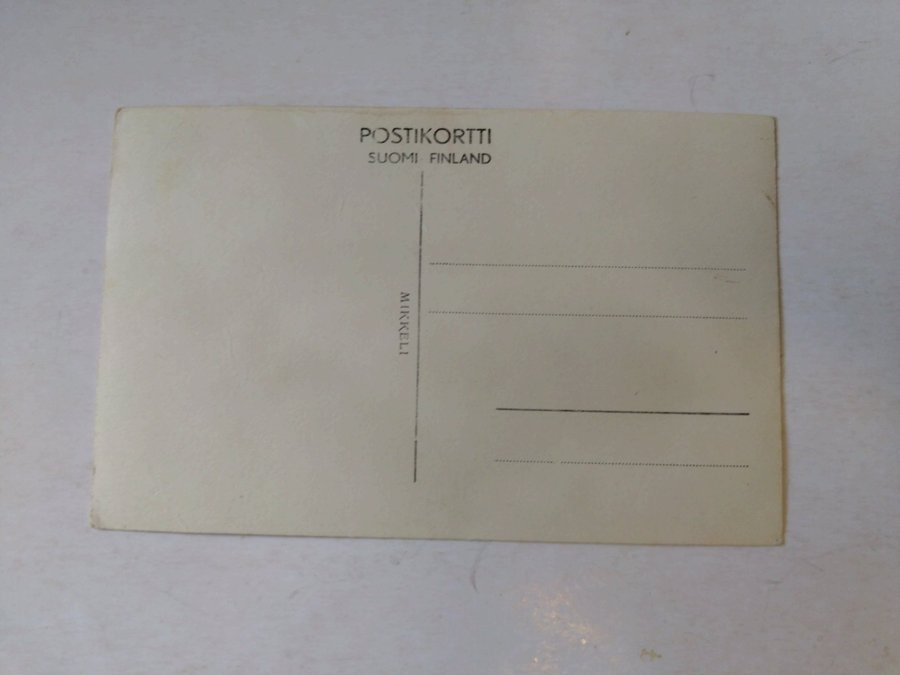 POSTIKORTTI
SUOMI FINLAND
MIKKELI